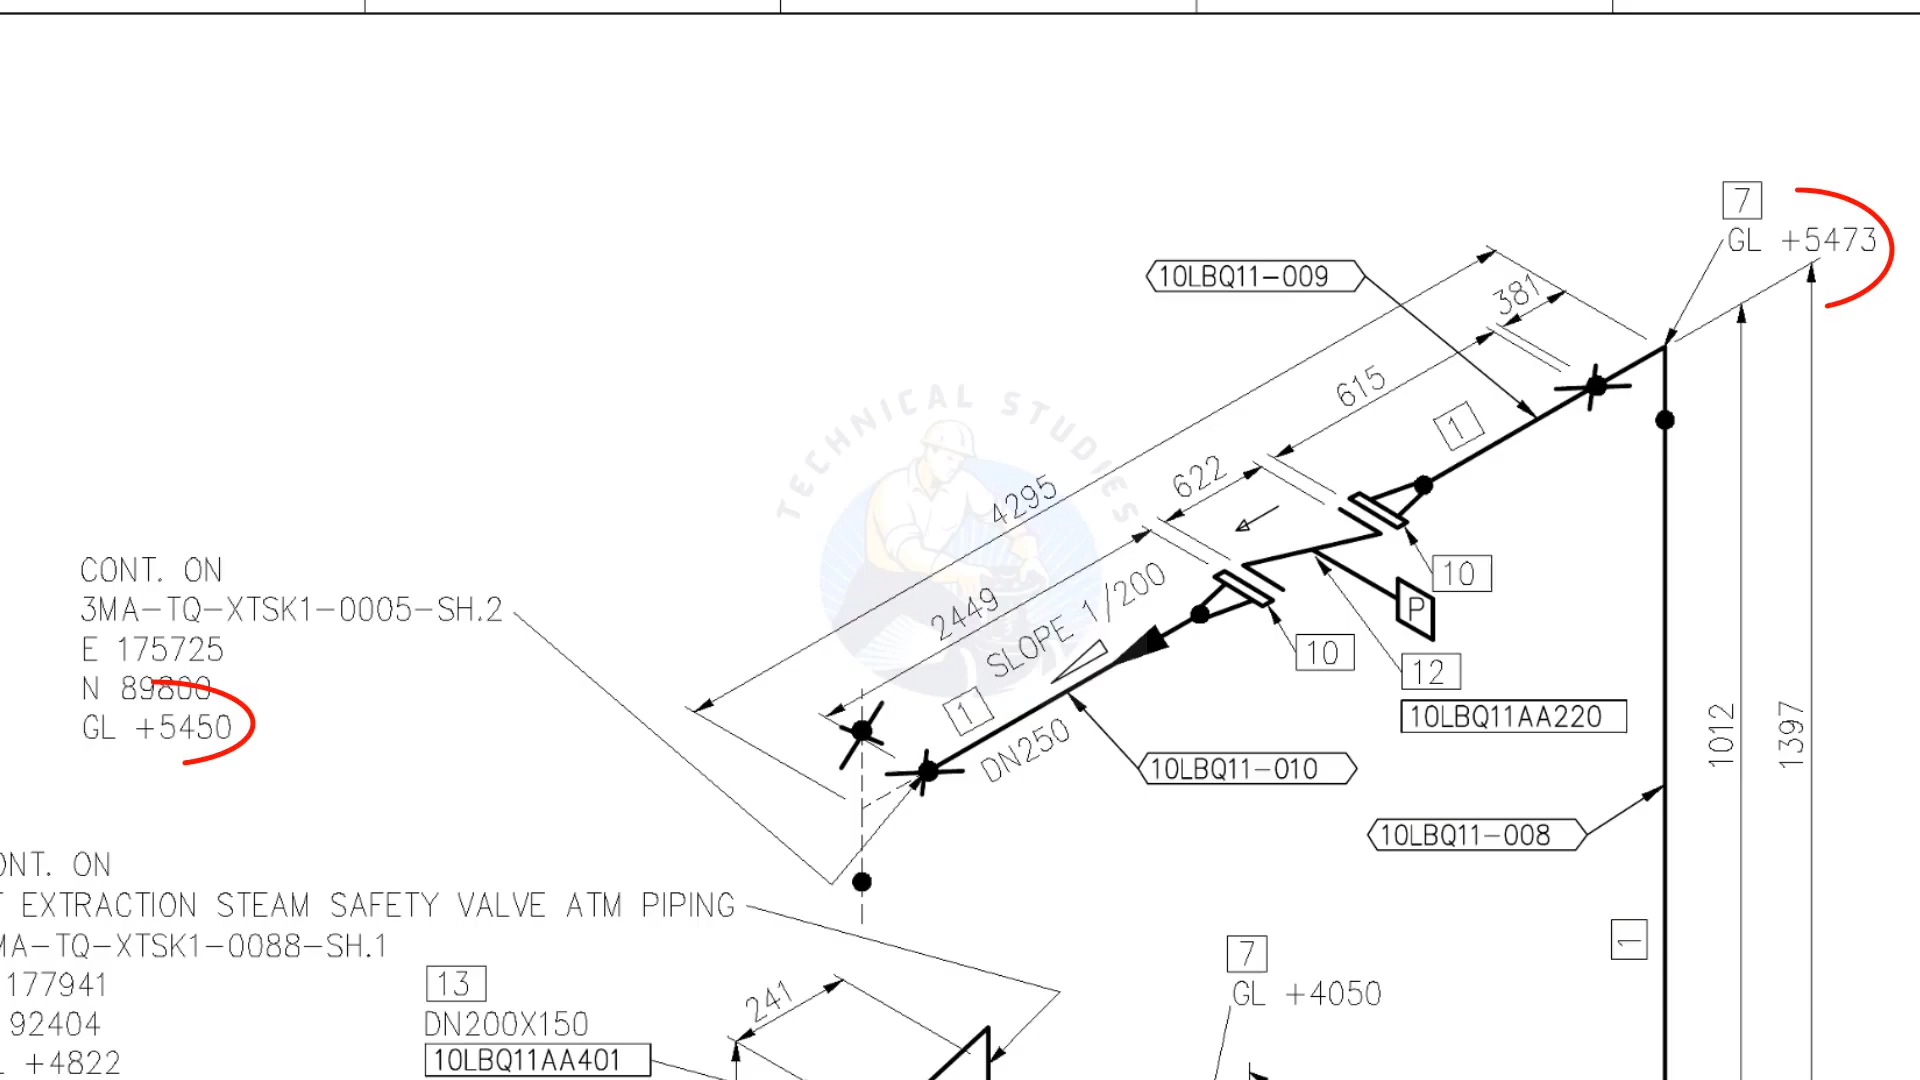 7
GL +5473
10LBQ11-009
381
615
1
4295
622
TECHNICAL STUDIES
2449
SLOPE 1/200
10
P
10
12
10LBQ11AA220
CONT. ON
3MA-TQ-XTSK1-0005-SH.2
E 175725
N 89800
GL +5450
1
DN250
10LBQ11-010
1012
1397
10LBQ11-008
ONT. ON
T EXTRACTION STEAM SAFETY VALVE ATM PIPING
MA-TQ-XTSK1-0088-SH.1
177941
92404
+4822
13
DN200X150
10LBQ11AA401
241
7
GL +4050
1